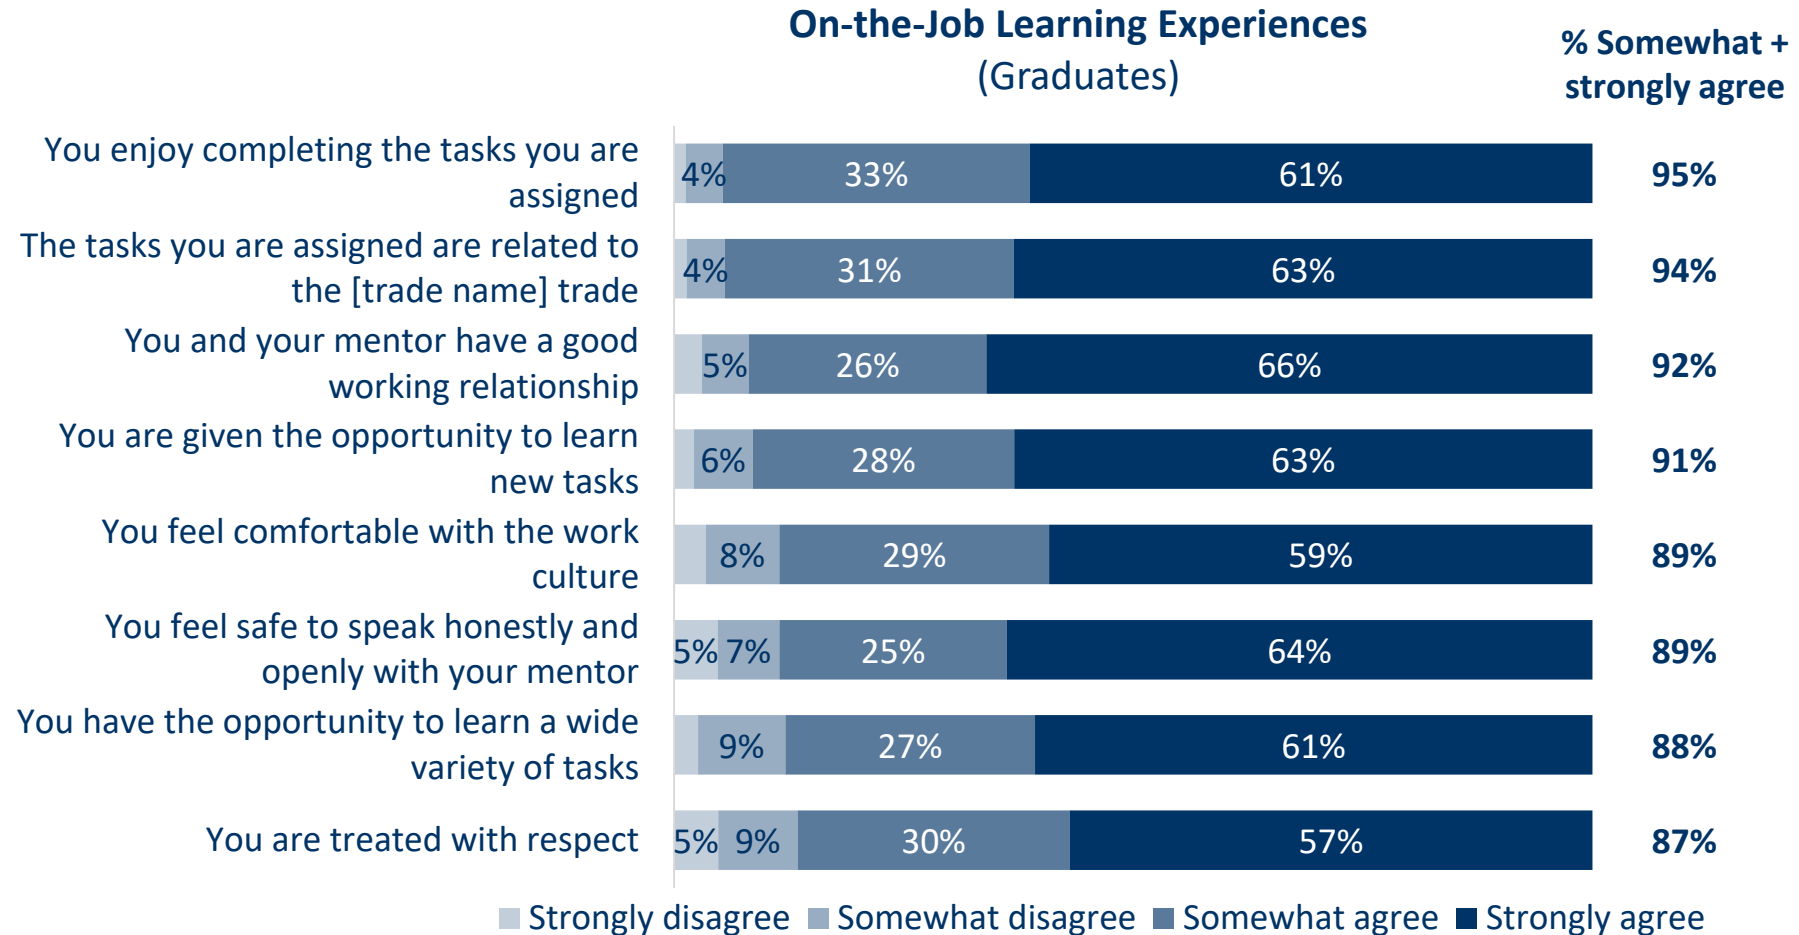 On-the-Job Learning Experiences
(Graduates)
% Somewhat +
strongly agree
You enjoy completing the tasks you are
assigned
4% 33% 61% 95%
The tasks you are assigned are related to
the [trade name] trade
4% 31% 63% 94%
You and your mentor have a good
working relationship
5% 26% 66% 92%
You are given the opportunity to learn
new tasks
6% 28% 63% 91%
You feel comfortable with the work
culture
8% 29% 59% 89%
You feel safe to speak honestly and
openly with your mentor
5% 7% 25% 64% 89%
You have the opportunity to learn a wide
variety of tasks
9% 27% 61% 88%
You are treated with respect 5% 9% 30% 57% 87%
Strongly disagree Somewhat disagree Somewhat agree Strongly agree